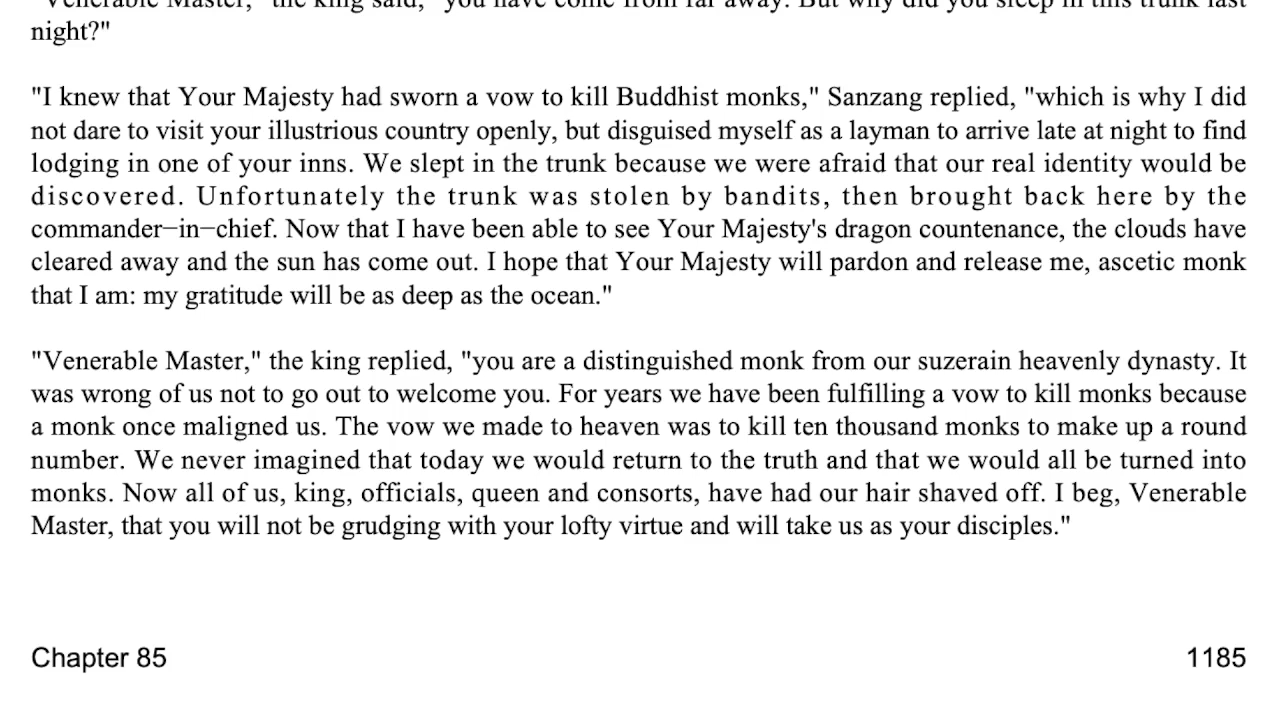 "Venerable Master," the king said, "you have come from far away. But why did you sleep in this trunk last
night?"
"I knew that Your Majesty had sworn a vow to kill Buddhist monks," Sanzang replied, "which is why I did
not dare to visit your illustrious country openly, but disguised myself as a layman to arrive late at night to find
lodging in one of your inns. We slept in the trunk because we were afraid that our real identity would be
discovered. Unfortunately the trunk was stolen by bandits, then brought back here by the
commander−in−chief. Now that I have been able to see Your Majesty's dragon countenance, the clouds have
cleared away and the sun has come out. I hope that Your Majesty will pardon and release me, ascetic monk
that I am: my gratitude will be as deep as the ocean."
"Venerable Master," the king replied, "you are a distinguished monk from our suzerain heavenly dynasty. It
was wrong of us not to go out to welcome you. For years we have been fulfilling a vow to kill monks because
a monk once maligned us. The vow we made to heaven was to kill ten thousand monks to make up a round
number. We never imagined that today we would return to the truth and that we would all be turned into
monks. Now all of us, king, officials, queen and consorts, have had our hair shaved off. I beg, Venerable
Master, that you will not be grudging with your lofty virtue and will take us as your disciples."
Chapter 85
1185